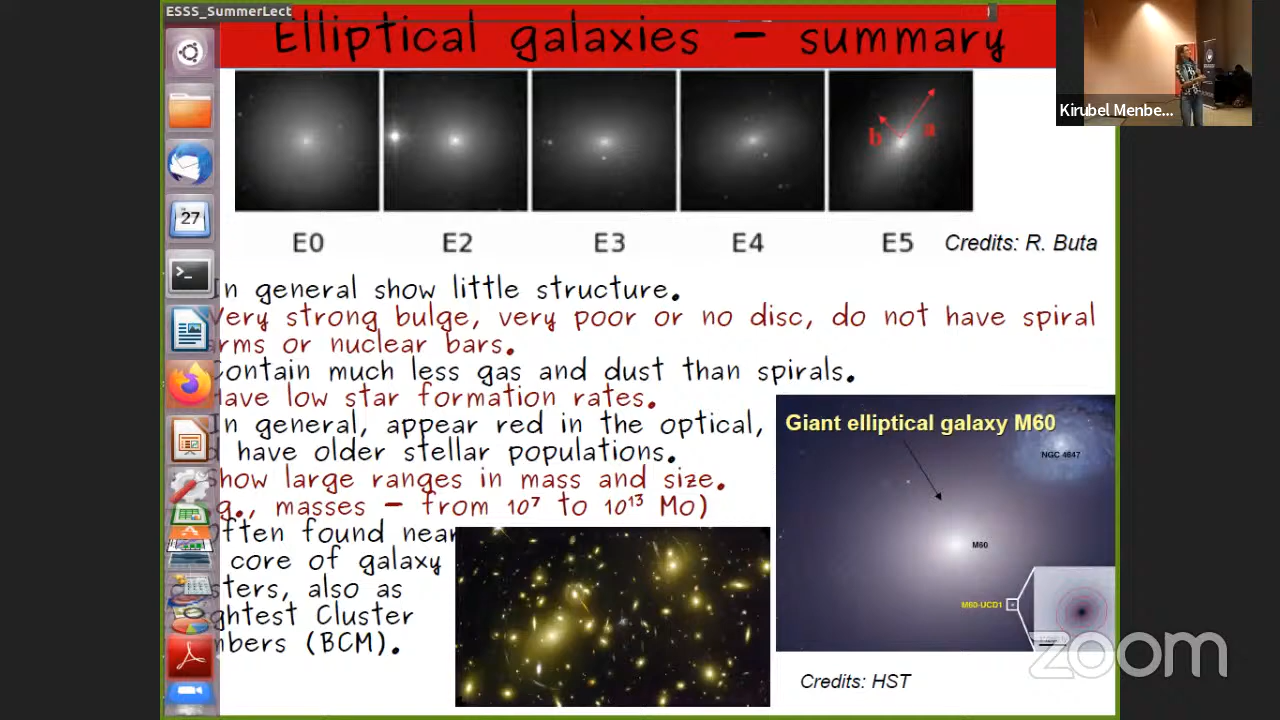 ESSS_SummerLect
Elliptical galaxies - summary
Kirubel Menbe...
b
a
27
E0 E2 E3 E4 E5 Credits: R. Buta
In general show little structure.
Very strong bulge, very poor or no disc, do not have spiral
arms or nuclear bars.
Contain much less gas and dust than spirals.
Have low star formation rates.
In general, appear red in the optical,
d have older stellar populations.
Show large ranges in mass and size.
g., masses - from 10⁷ to 10¹³ Mo)
Often found near
core of galaxy
sters, also as
ghtest Cluster
mbers (BCM).
Giant elliptical galaxy M60
NGC 4647
M60
M60-UCD1
Credits: HST
zoom